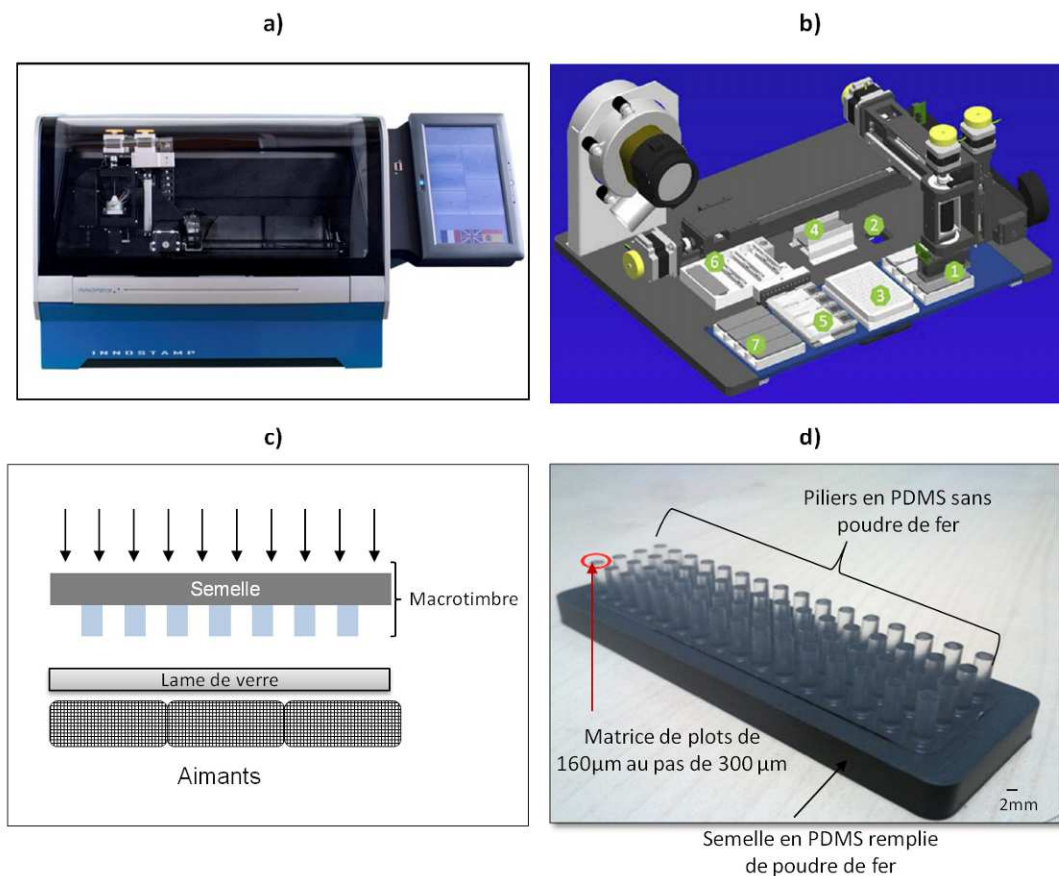 a)
b)
INNOSTAMP
1
2
3
4
5
6
7
c)
d)
Semelle
Macrotimbre
Lame de verre
Aimants
Piliers en PDMS sans
poudre de fer
Matrice de plots de
160µm au pas de 300 µm
2mm
Semelle en PDMS remplie
de poudre de fer